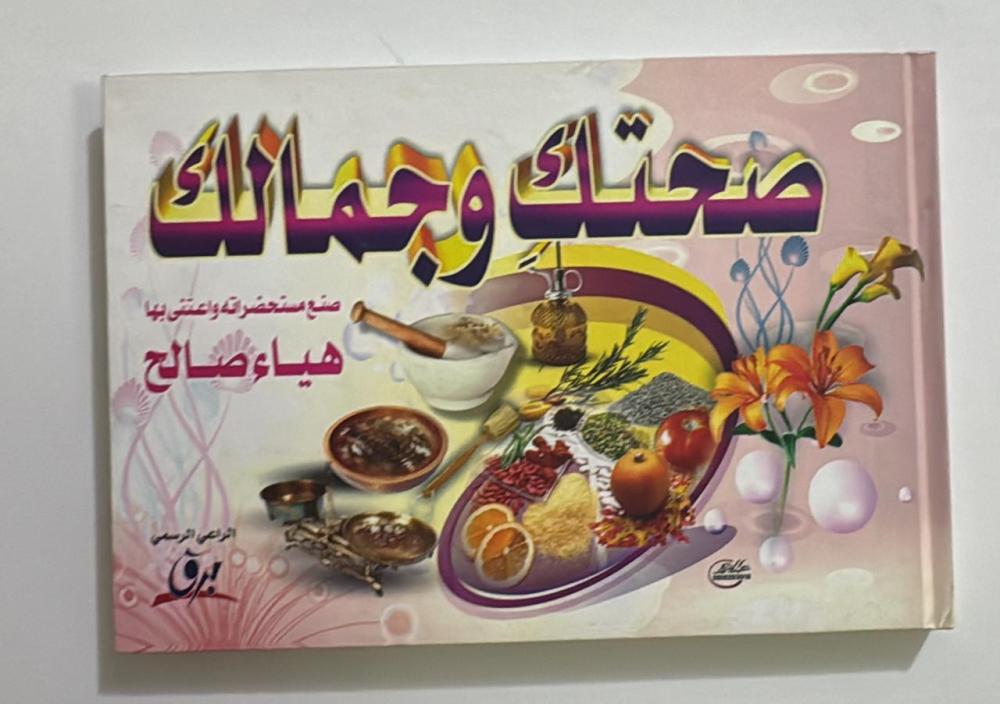 صحتكِ وجمالك
صنع مستحضراته واعتنى بها
هياء صالح
الراعي الرسمي
برق